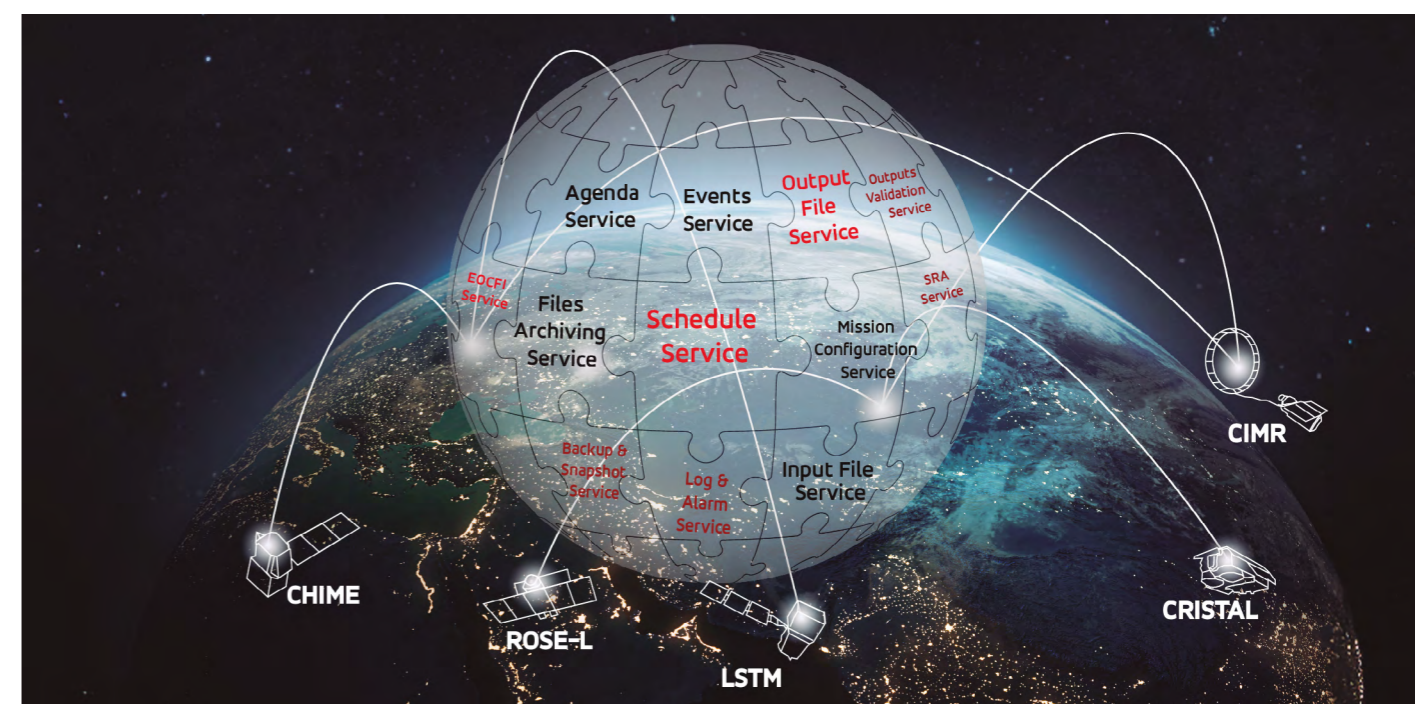 Agenda
Service
Events
Service
Output
File
Service
Outputs
Validation
Service
EOCFI
Service
Files
Archiving
Service
Schedule
Service
Mission
Configuration
Service
SRA
Service
Backup &
Snapshot
Service
Log &
Alarm
Service
Input File
Service
CIMR
CHIME
ROSE-L
LSTM
CRISTAL